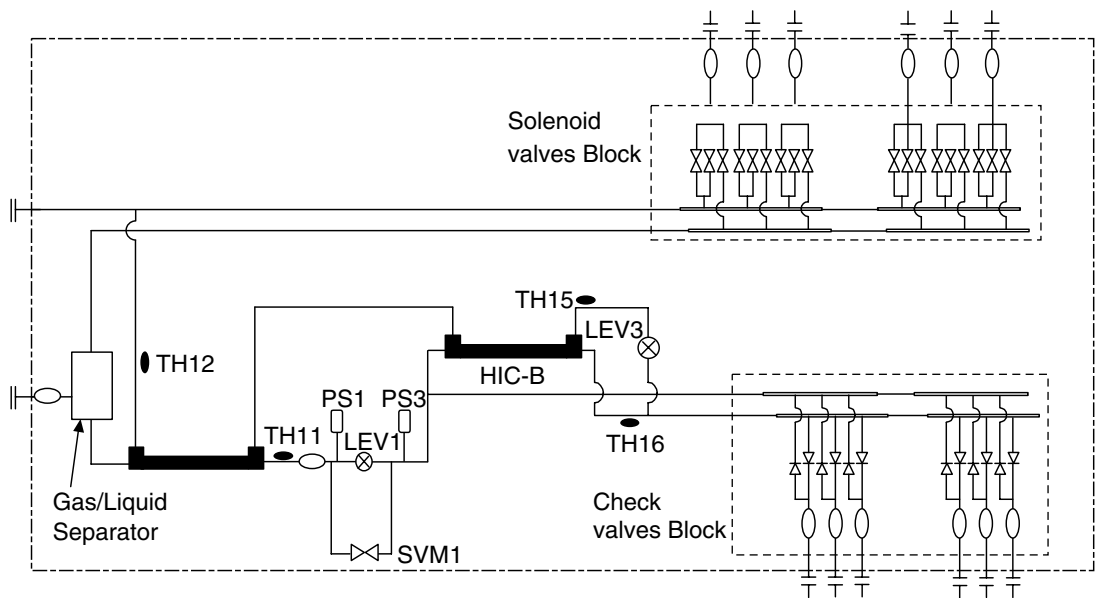 Solenoid
valves Block
TH15
LEV3
TH12
HIC-B
PS1
PS3
TH11
LEV1
TH16
Gas/Liquid
Separator
Check
valves Block
SVM1